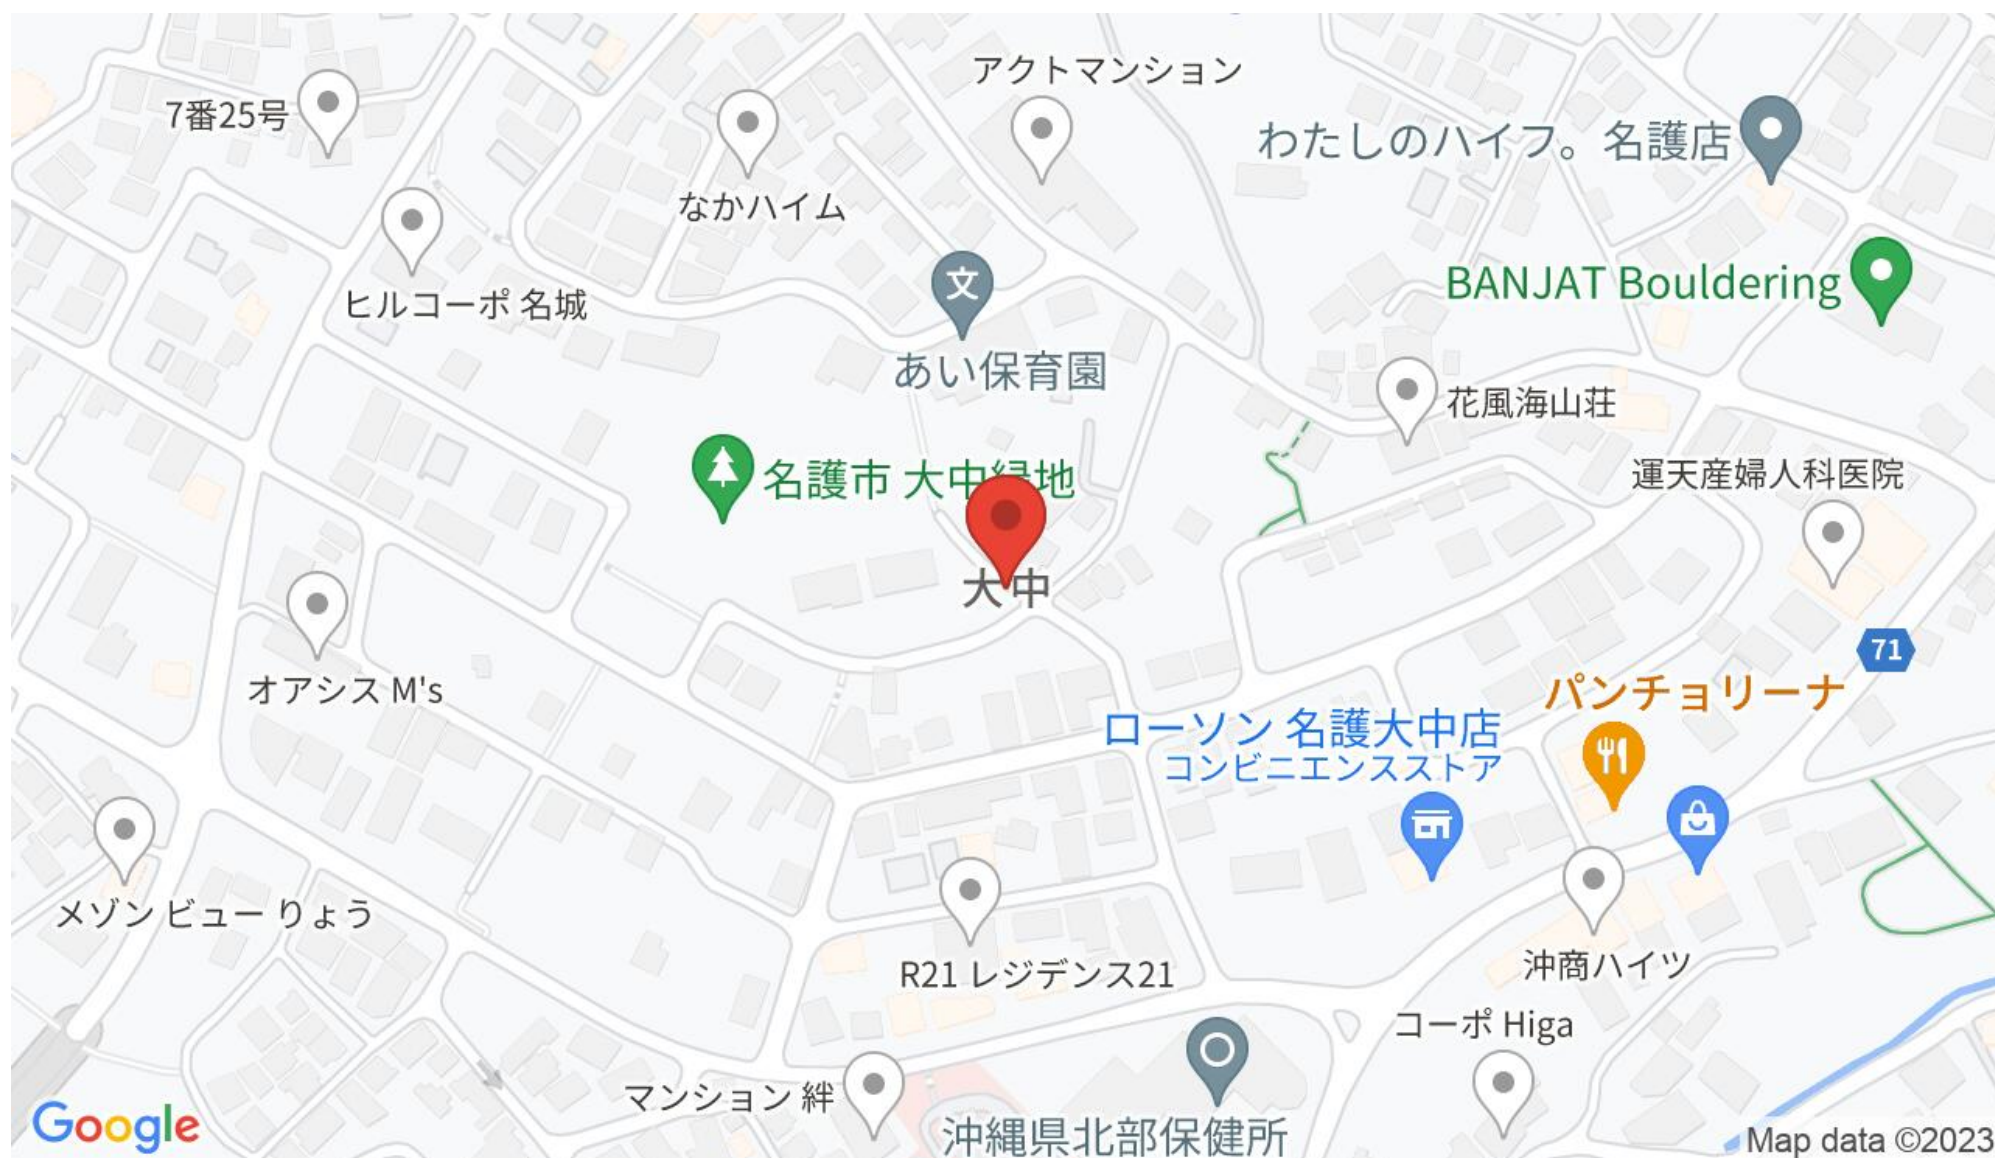 アクトマンション
7番25号
わたしのハイフ。名護店
なかハイム
BANJAT Bouldering
ヒルコーポ 名城
文
あい保育園
花風海山荘
名護市 大中緑地
運天産婦人科医院
大中
71
オアシス M's
パンチョリーナ
ローソン 名護大中店
コンビニエンスストア
メゾン ビュー りょう
R21 レジデンス21
沖商ハイツ
コーポ Higa
マンション 絆
沖縄県北部保健所
Google
Map data ©2023